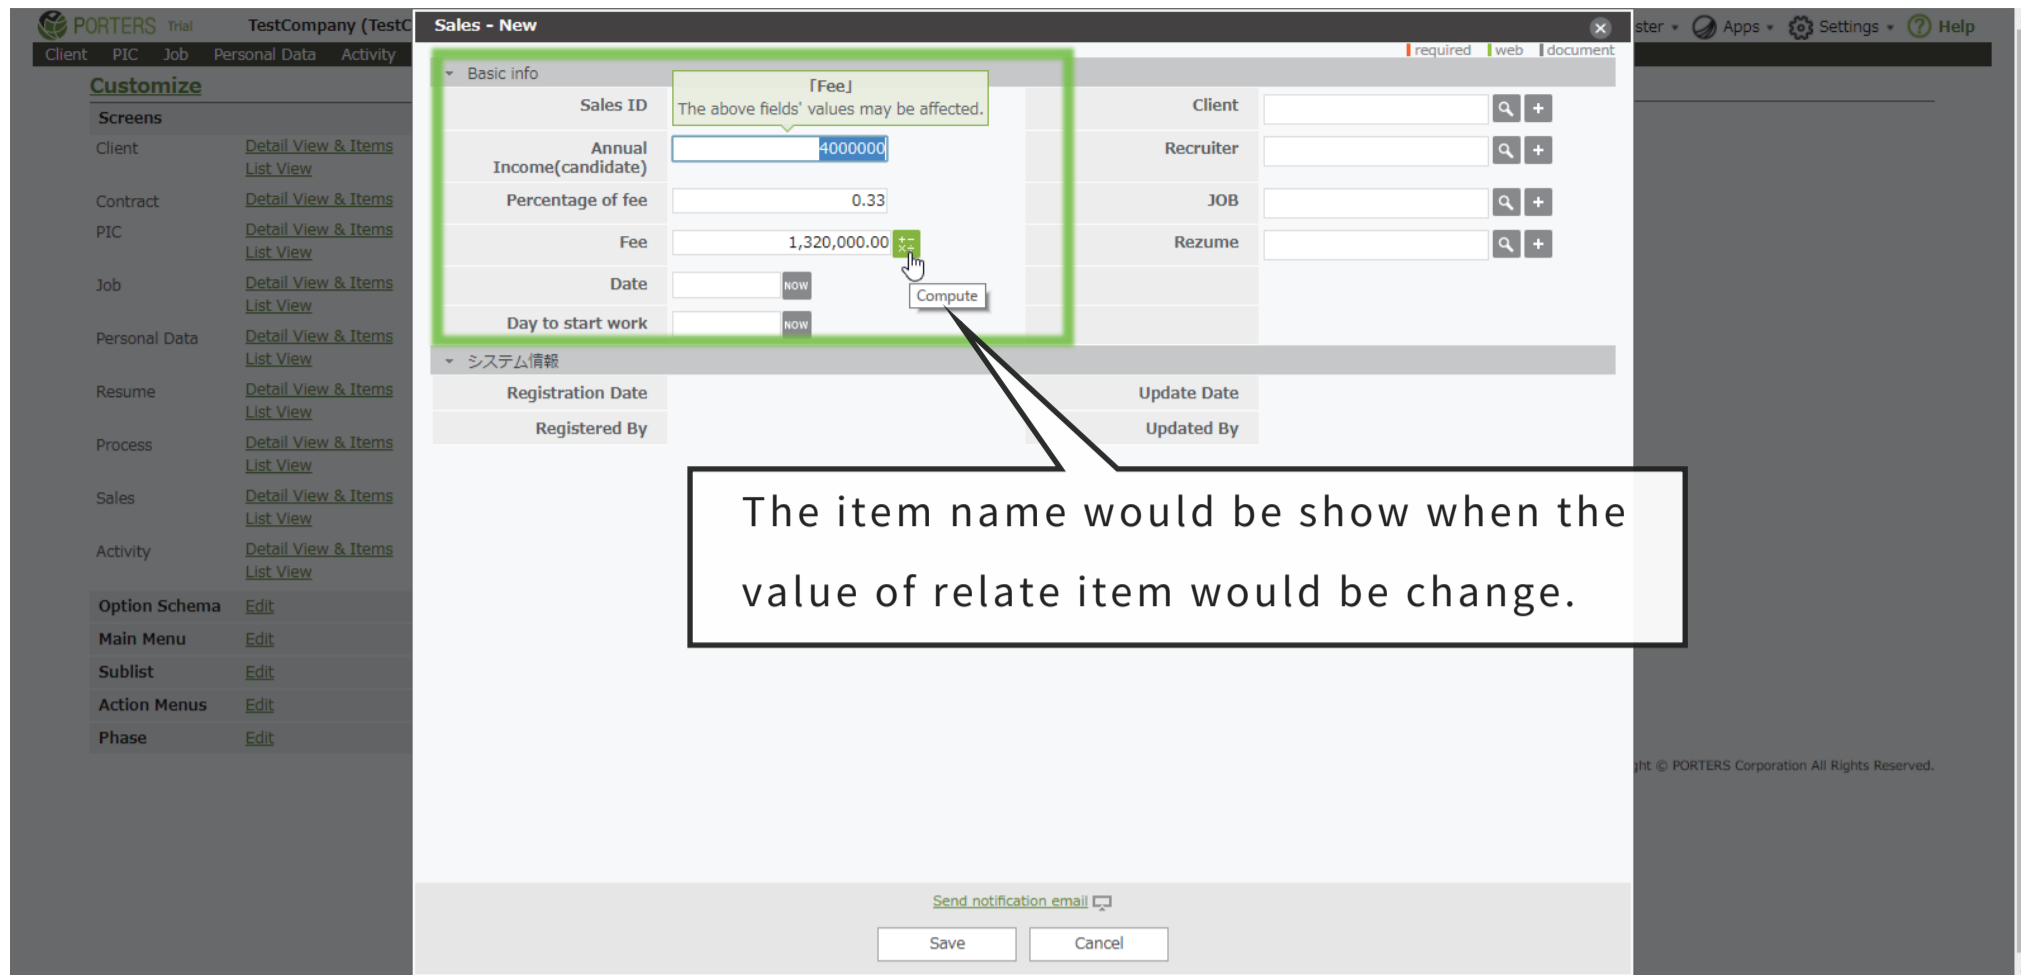 PORTERS Trial
TestCompany (TestC
Sales - New
ster
Apps
Settings
Help
Client PIC Job Personal Data Activity
required web document
Customize
Screens
Client Detail View & Items
List View
Contract Detail View & Items
PIC Detail View & Items
List View
Job Detail View & Items
List View
Personal Data Detail View & Items
List View
Resume Detail View & Items
List View
Process Detail View & Items
List View
Sales Detail View & Items
List View
Activity Detail View & Items
List View
Option Schema Edit
Main Menu Edit
Sublist Edit
Action Menus Edit
Phase Edit
Basic info
「Fee」
The above fields' values may be affected.
Sales ID
Client
Annual
Income(candidate)
4000000
Recruiter
Percentage of fee 0.33
JOB
Fee 1,320,000.00
Rezume
Date NOW
Compute
Day to start work NOW
システム情報
Registration Date
Update Date
Registered By
Updated By
The item name would be show when the
value of relate item would be change.
ght © PORTERS Corporation All Rights Reserved.
Send notification email
Save
Cancel